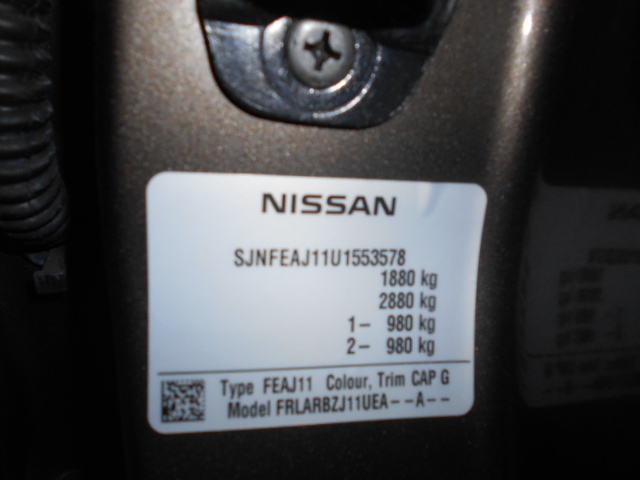 NISSAN
SJNFEAJ11U1553578
1880 kg
2880 kg
1- 980 kg
2- 980 kg
Type FEAJ11 Colour, Trim CAP G
Model FRLARBZJ11UEA--A--